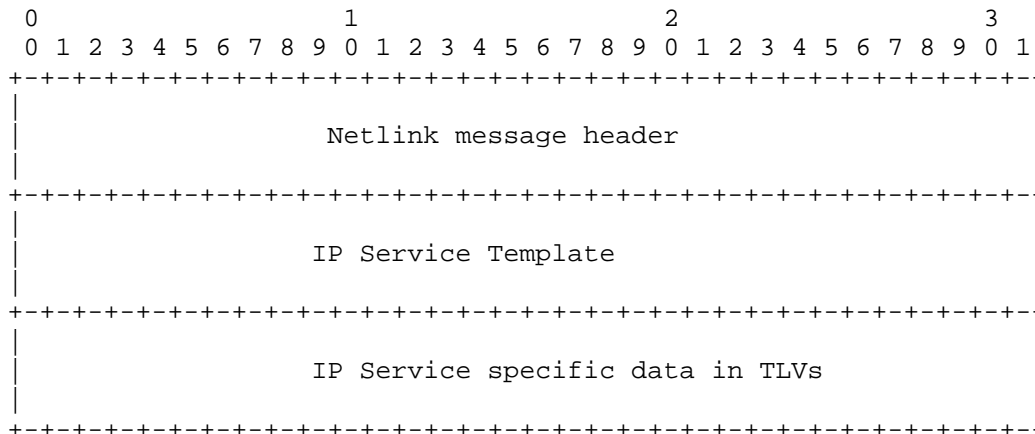 0                   1                   2                   3
0 1 2 3 4 5 6 7 8 9 0 1 2 3 4 5 6 7 8 9 0 1 2 3 4 5 6 7 8 9 0 1
Netlink message header
IP Service Template
IP Service specific data in TLVs